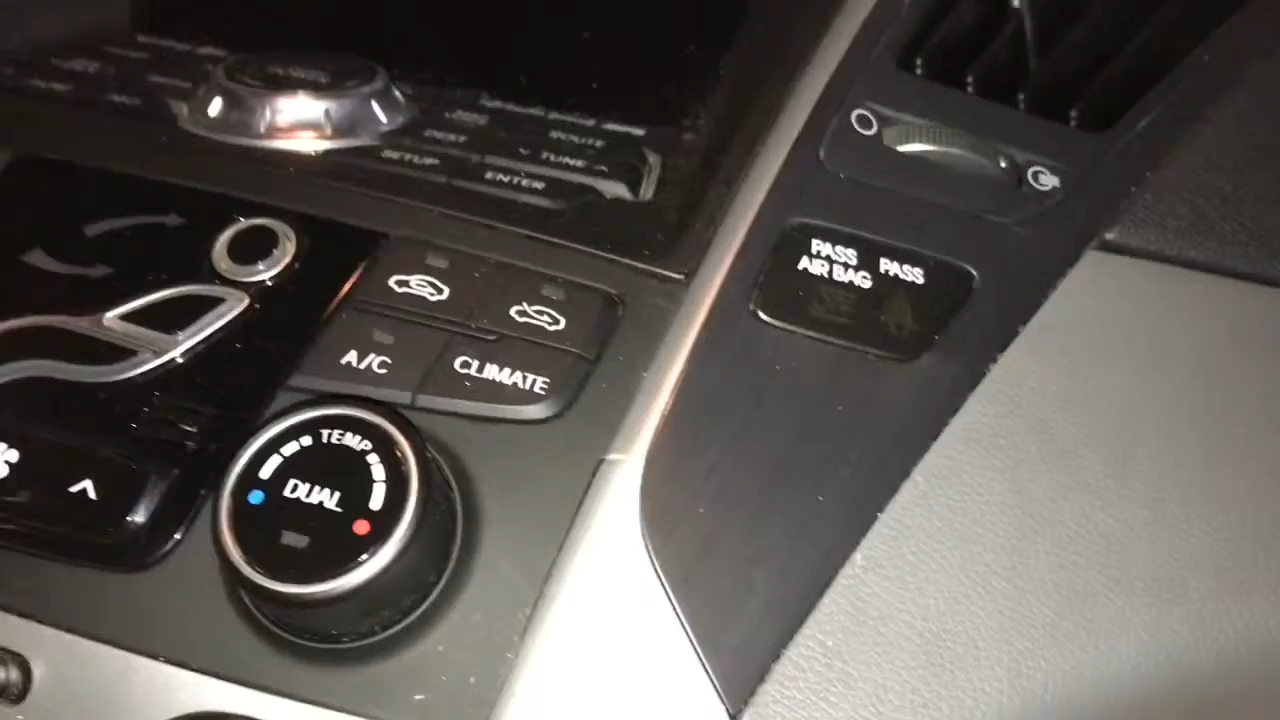 DEST
ROUTE
SETUP
TUNE
ENTER
PASS
AIR BAG
PASS
A/C
CLIMATE
TEMP
DUAL